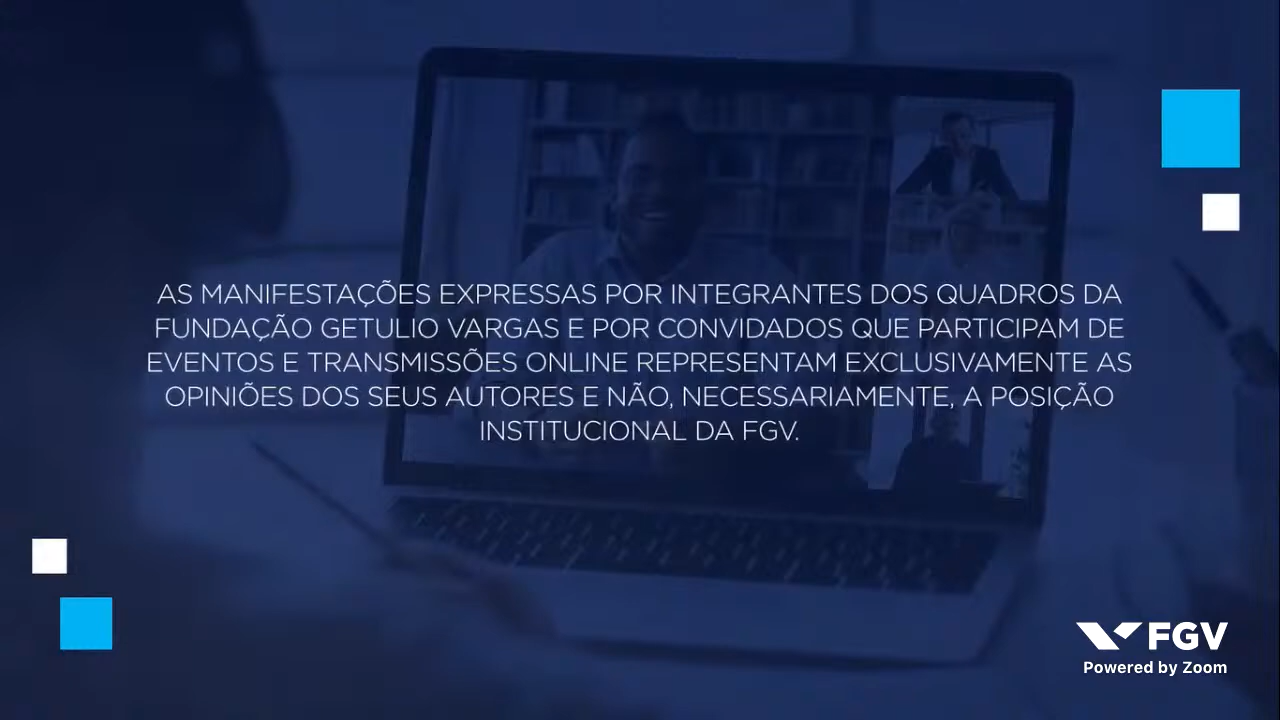 AS MANIFESTAÇÕES EXPRESSAS POR INTEGRANTES DOS QUADROS DA
FUNDAÇÃO GETULIO VARGAS E POR CONVIDADOS QUE PARTICIPAM DE
EVENTOS E TRANSMISSÕES ONLINE REPRESENTAM EXCLUSIVAMENTE AS
OPINIÕES DOS SEUS AUTORES E NÃO, NECESSARIAMENTE, A POSIÇÃO
INSTITUCIONAL DA FGV.
FGV
Powered by Zoom